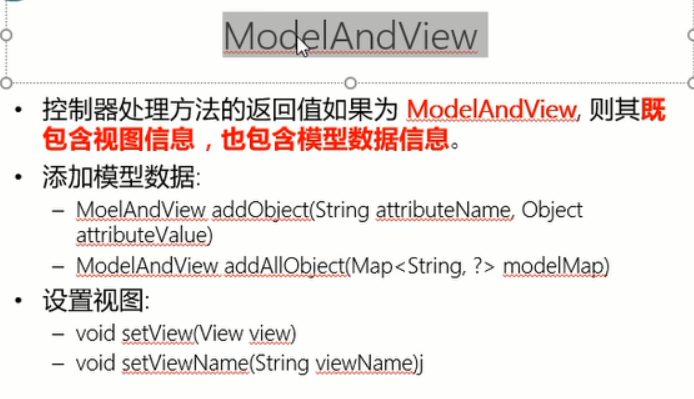 ModelAndView
• 控制器处理方法的返回值如果为 ModelAndView, 则其既
包含视图信息，也包含模型数据信息。
• 添加模型数据:
– MoelAndView addObject(String attributeName, Object
attributeValue)
– ModelAndView addAllObject(Map<String, ?> modelMap)
• 设置视图:
– void setView(View view)
– void setViewName(String viewName)j